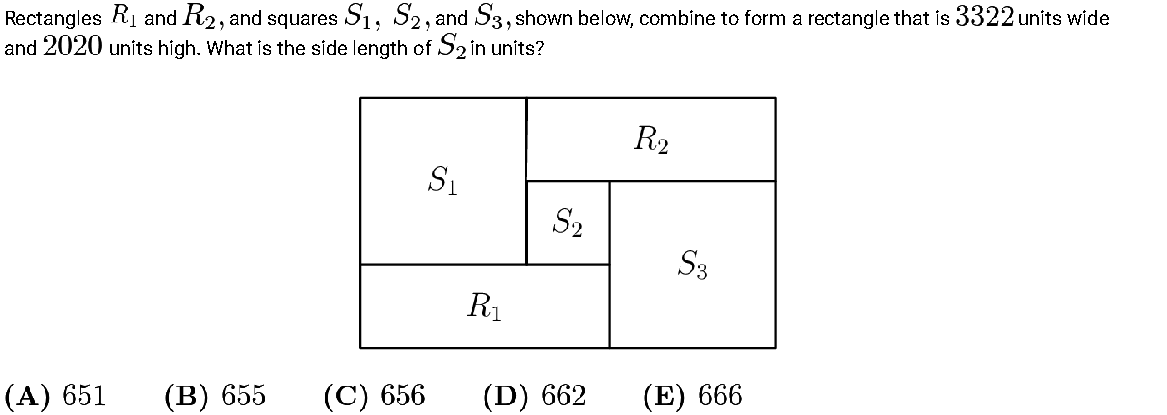 Rectangles R₁ and R₂, and squares S₁, S₂, and S₃, shown below, combine to form a rectangle that is 3322 units wide
and 2020 units high. What is the side length of S₂ in units?
R₂
S₁
S₂
S₃
R₁
(A) 651 (B) 655 (C) 656 (D) 662 (E) 666